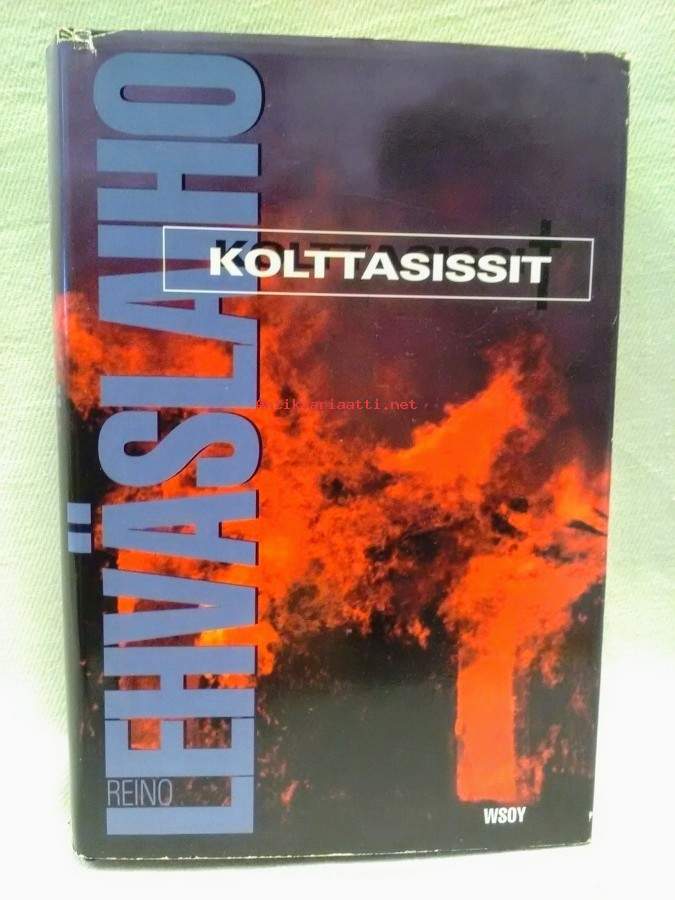 KOLTTASISSIT
REINO
LEHVÄSLAIHO
antikvariaatti.net
WSOY